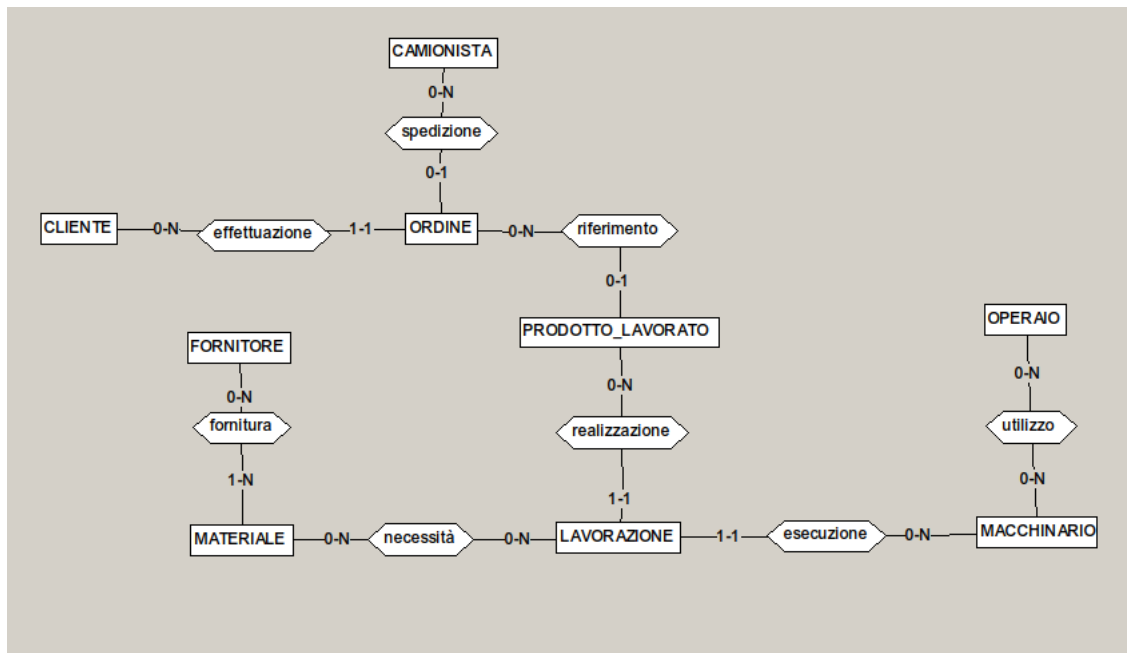 CAMIONISTA
0-N
spedizione
0-1
CLIENTE 0-N effettuazione 1-1 ORDINE 0-N riferimento
0-1
PRODOTTO_LAVORATO
OPERAIO
FORNITORE
0-N
0-N
0-N
fornitura
realizzazione
utilizzo
1-N
0-N
1-1
MATERIALE 0-N necessità 0-N LAVORAZIONE 1-1 esecuzione 0-N MACCHINARIO